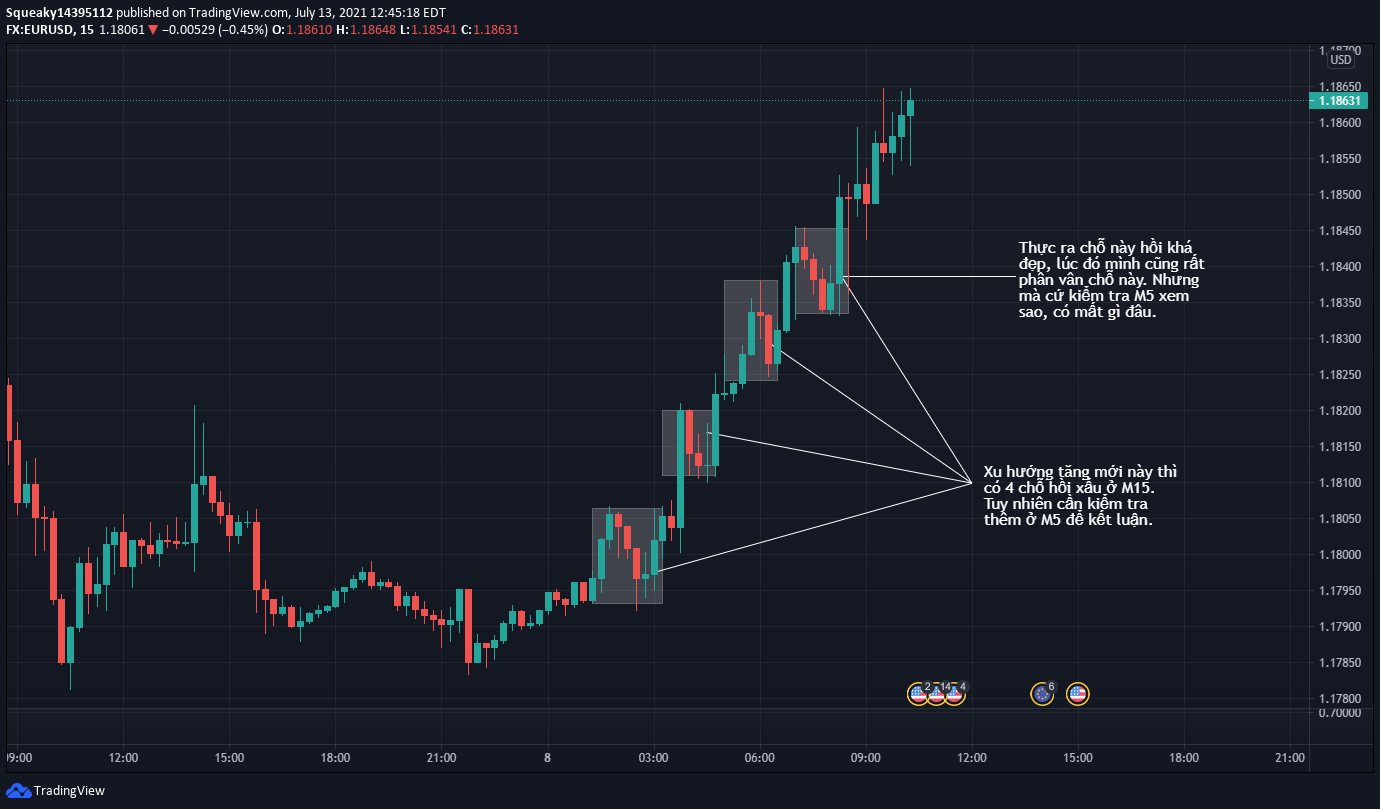 Squeaky14395112 published on TradingView.com, July 13, 2021 12:45:18 EDT
FX:EURUSD, 15 1.18061 ▼ −0.00529 (−0.45%) O:1.18610 H:1.18648 L:1.18541 C:1.18631
1.18700
USD
1.18650
1.18631
1.18600
1.18550
1.18500
1.18450
1.18400
1.18350
1.18300
1.18250
1.18200
1.18150
1.18100
1.18050
1.18000
1.17950
1.17900
1.17850
1.17800
0.70000
Thực ra chỗ này hồi khá
đẹp, lúc đó mình cũng rất
phân vân chỗ này. Nhưng
mà cứ kiểm tra M5 xem
sao, có mất gì đâu.
Xu hướng tăng mới này thì
có 4 chỗ hồi xấu ở M15.
Tuy nhiên cần kiểm tra
thêm ở M5 để kết luận.
2 14 4 6
09:00 12:00 15:00 18:00 21:00 8 03:00 06:00 09:00 12:00 15:00 18:00 21:00
TradingView